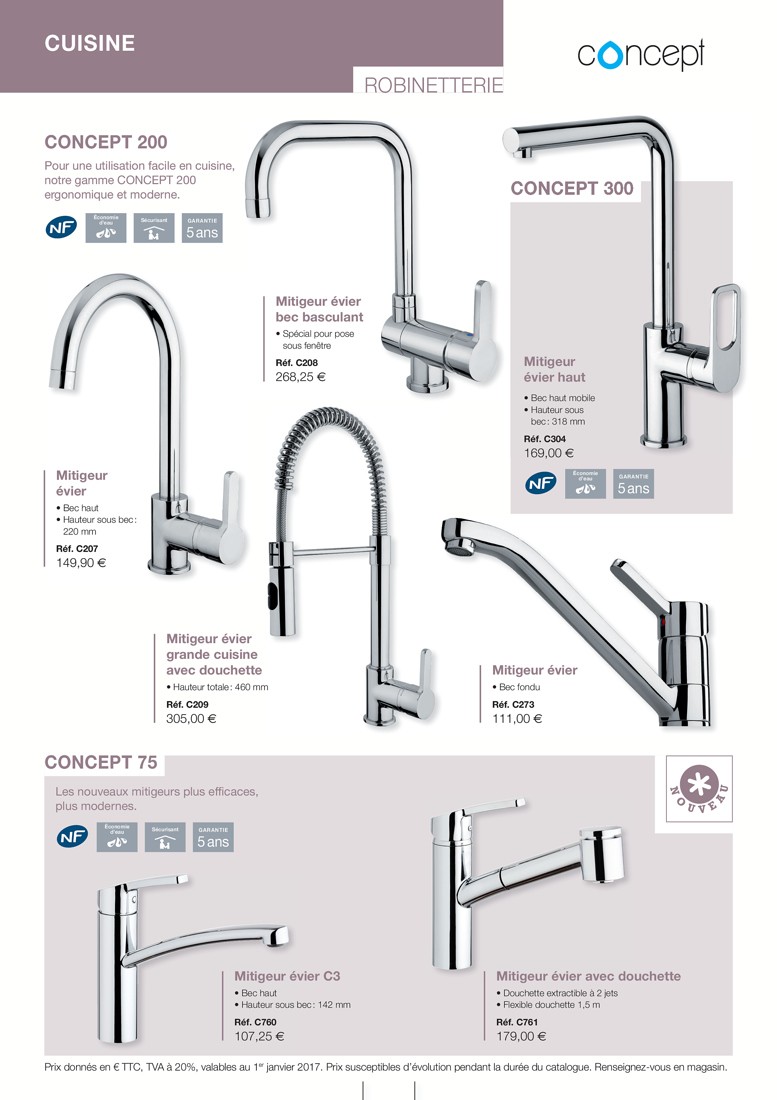 CUISINE
concept
ROBINETTERIE
CONCEPT 200
Pour une utilisation facile en cuisine,
notre gamme CONCEPT 200
ergonomique et moderne.
NF
Économie
d'eau
Sécurisant
GARANTIE
5 ans
Mitigeur évier
bec basculant
• Spécial pour pose
sous fenêtre
Réf. C208
268,25 €
CONCEPT 300
Mitigeur
évier haut
• Bec haut mobile
• Hauteur sous
bec : 318 mm
Réf. C304
169,00 €
NF
Économie
d'eau
GARANTIE
5 ans
Mitigeur
évier
• Bec haut
• Hauteur sous bec :
220 mm
Réf. C207
149,90 €
Mitigeur évier
grande cuisine
avec douchette
• Hauteur totale : 460 mm
Réf. C209
305,00 €
Mitigeur évier
• Bec fondu
Réf. C273
111,00 €
CONCEPT 75
Les nouveaux mitigeurs plus efficaces,
plus modernes.
NF
Économie
d'eau
Sécurisant
GARANTIE
5 ans
NOUVEAU
Mitigeur évier C3
• Bec haut
• Hauteur sous bec : 142 mm
Réf. C760
107,25 €
Mitigeur évier avec douchette
• Douchette extractible à 2 jets
• Flexible douchette 1,5 m
Réf. C761
179,00 €
Prix donnés en € TTC, TVA à 20%, valables au 1er janvier 2017. Prix susceptibles d'évolution pendant la durée du catalogue. Renseignez-vous en magasin.